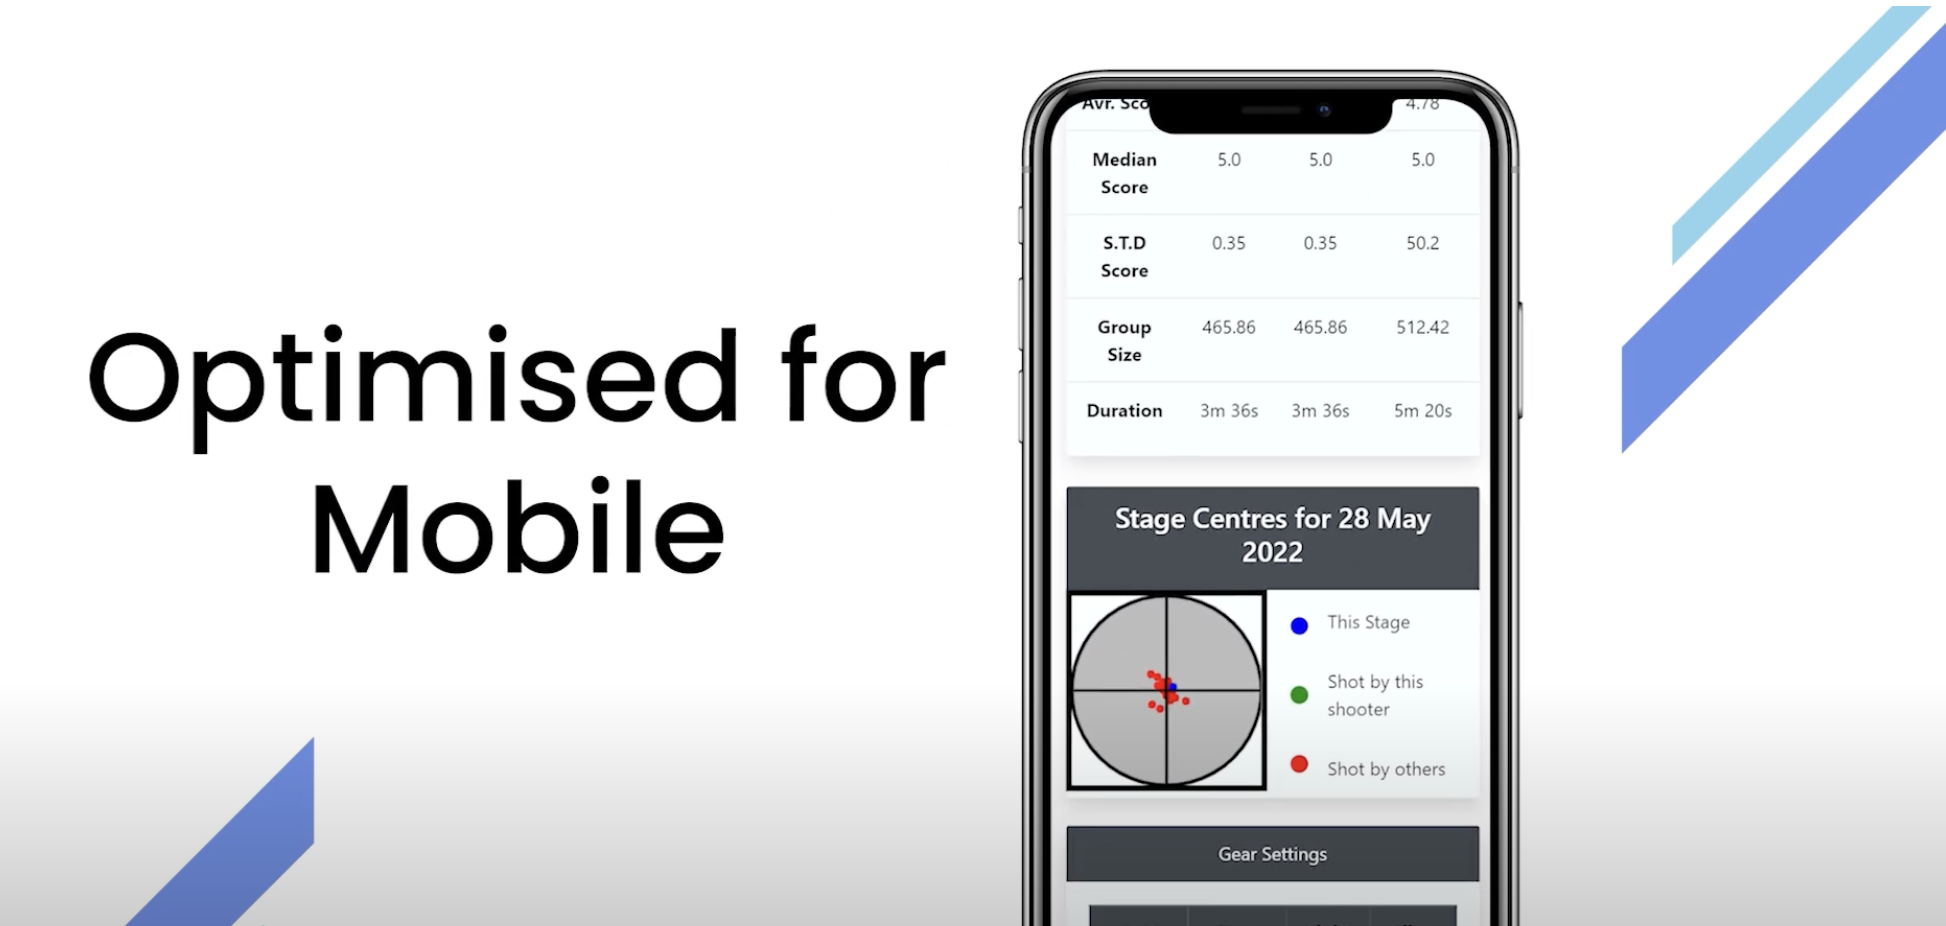 Optimised for
Mobile
Avr. Sco 4.78
Median
Score 5.0 5.0 5.0
S.T.D
Score 0.35 0.35 50.2
Group
Size 465.86 465.86 512.42
Duration 3m 36s 3m 36s 5m 20s
Stage Centres for 28 May
2022
This Stage
Shot by this
shooter
Shot by others
Gear Settings